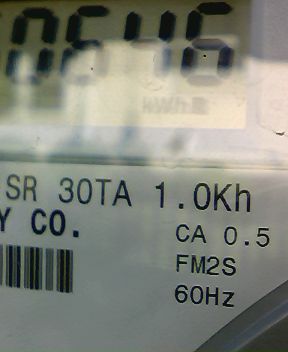 0646
kWh
SR 30TA 1.0Kh
Y CO.
CA 0.5
FM2S
60Hz